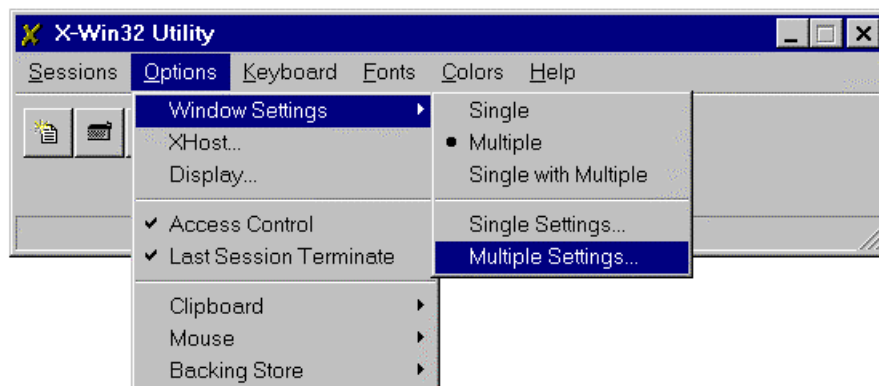 X-Win32 Utility
Sessions Options Keyboard Fonts Colors Help
Window Settings
XHost...
Display...
Access Control
Last Session Terminate
Clipboard
Mouse
Backing Store
Single
Multiple
Single with Multiple
Single Settings...
Multiple Settings...